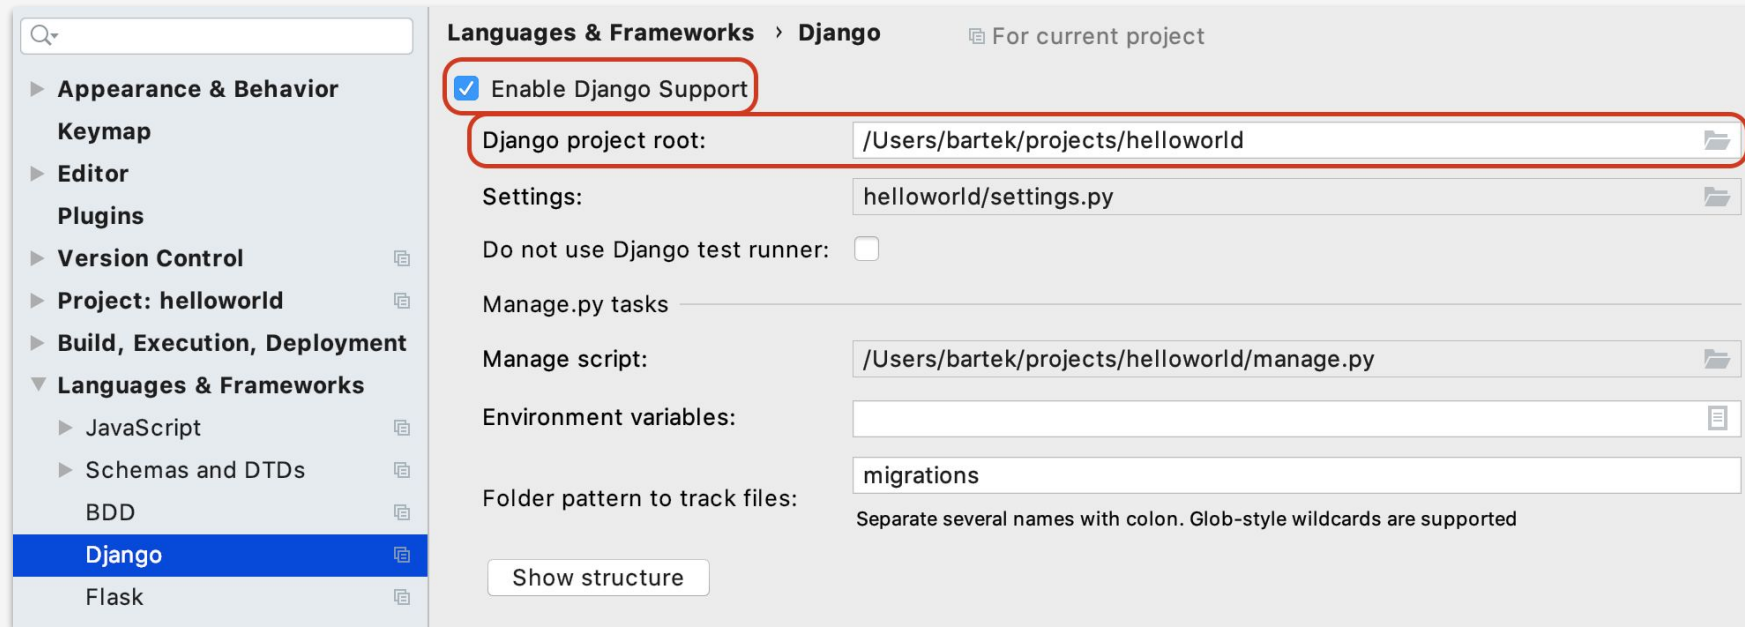 Appearance & Behavior
Keymap
Editor
Plugins
Version Control
Project: helloworld
Build, Execution, Deployment
Languages & Frameworks
JavaScript
Schemas and DTDs
BDD
Django
Flask
Languages & Frameworks › Django For current project
Enable Django Support
Django project root: /Users/bartek/projects/helloworld
Settings: helloworld/settings.py
Do not use Django test runner:
Manage.py tasks
Manage script: /Users/bartek/projects/helloworld/manage.py
Environment variables:
Folder pattern to track files: migrations
Separate several names with colon. Glob-style wildcards are supported
Show structure